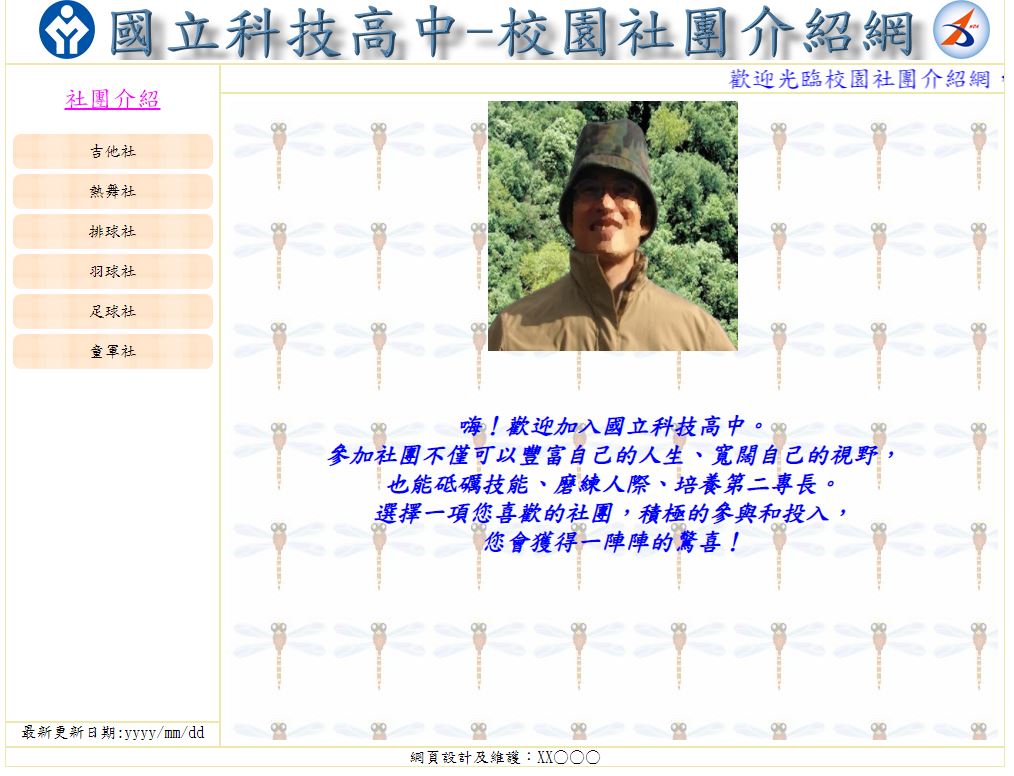 國立科技高中-校園社團介紹網
歡迎光臨校園社團介紹網，
社團介紹
吉他社
熱舞社
排球社
羽球社
足球社
童軍社
嗨！歡迎加入國立科技高中。
參加社團不僅可以豐富自己的人生、寬闊自己的視野，
也能砥礪技能、磨練人際、培養第二專長。
選擇一項您喜歡的社團，積極的參與和投入，
您會獲得一陣陣的驚喜！
最新更新日期:yyyy/mm/dd
網頁設計及維護：XX○○○